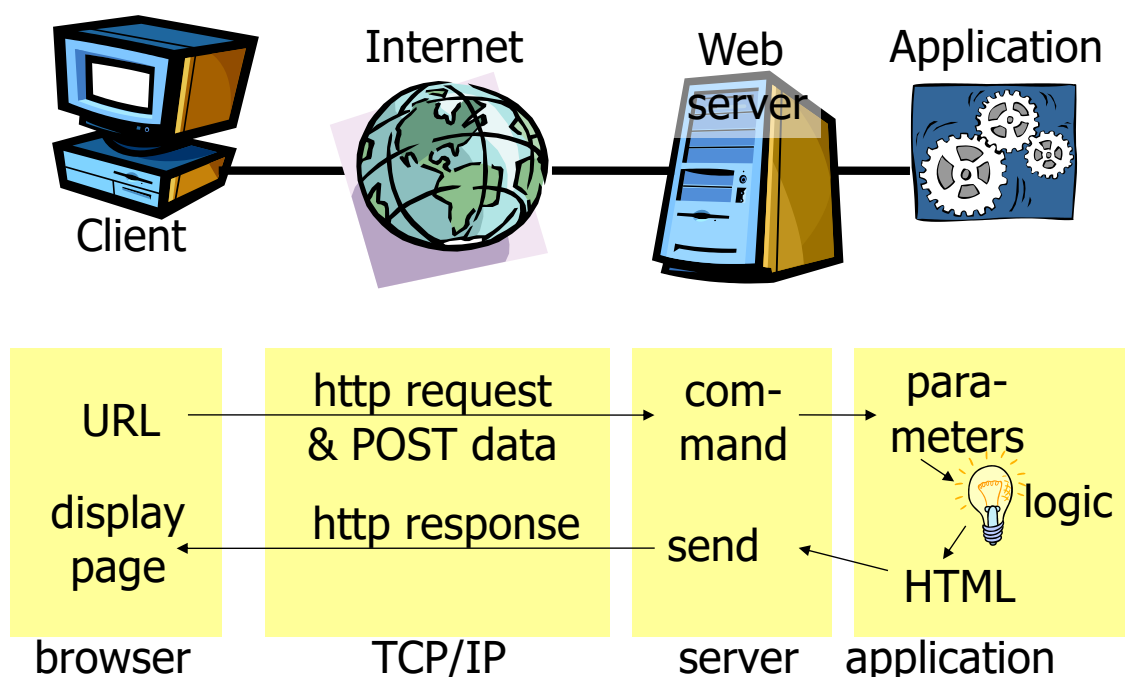 Internet
Web
server
Application
Client
URL
http request
& POST data
com-
mand
para-
meters
logic
display
page
http response
send
HTML
browser
TCP/IP
server
application